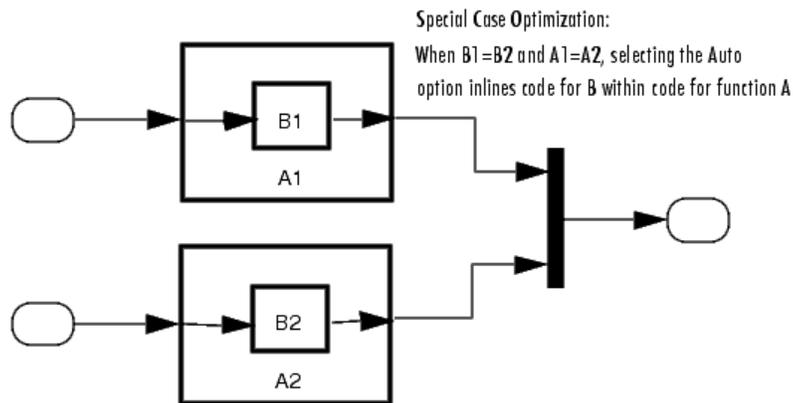 Special Case Optimization:
When B1=B2 and A1=A2, selecting the Auto
option inlines code for B within code for function A
B1
A1
B2
A2